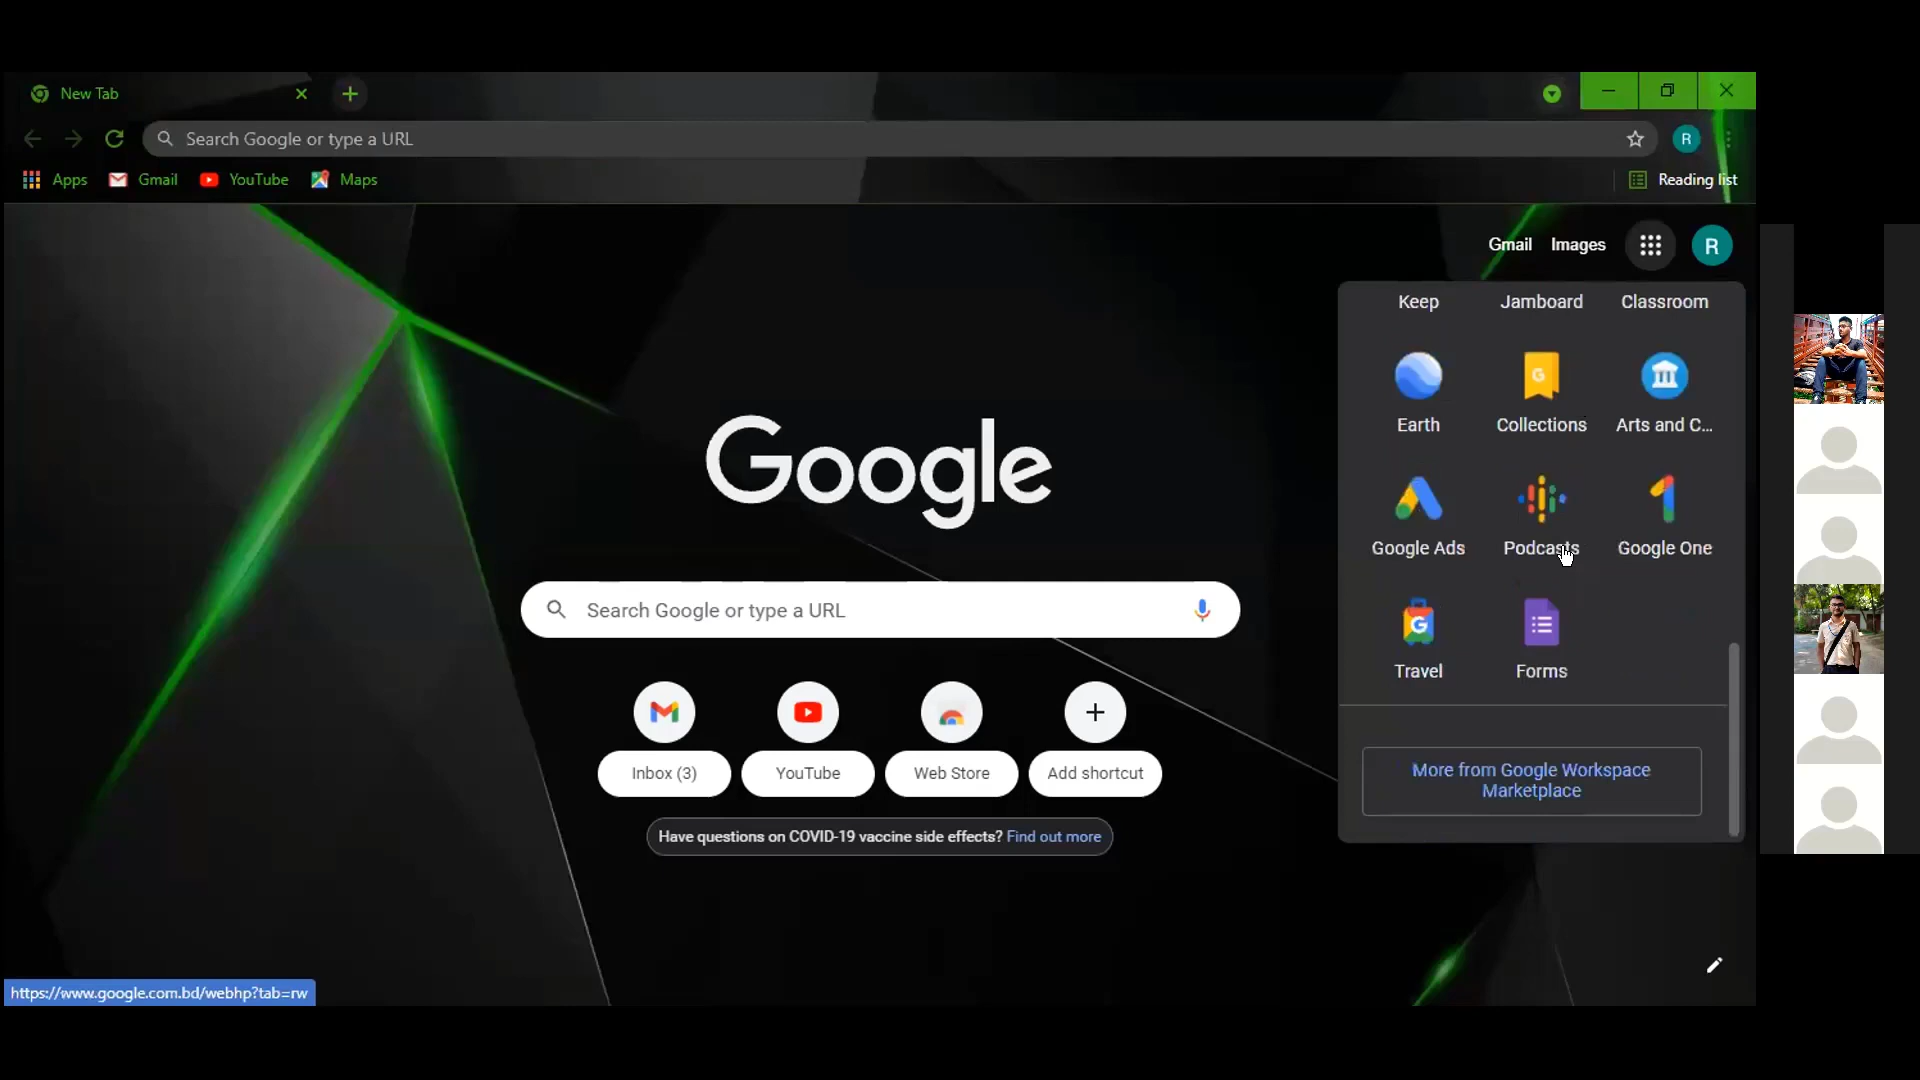 New Tab
Search Google or type a URL
R
Apps
Gmail
YouTube
Maps
Reading list
Gmail
Images
R
Keep
Jamboard
Classroom
Earth
Collections
Arts and C...
Google Ads
Podcasts
Google One
Travel
Forms
More from Google Workspace
Marketplace
Google
Search Google or type a URL
Inbox (3)
YouTube
Web Store
Add shortcut
Have questions on COVID-19 vaccine side effects? Find out more
https://www.google.com.bd/webhp?tab=rw